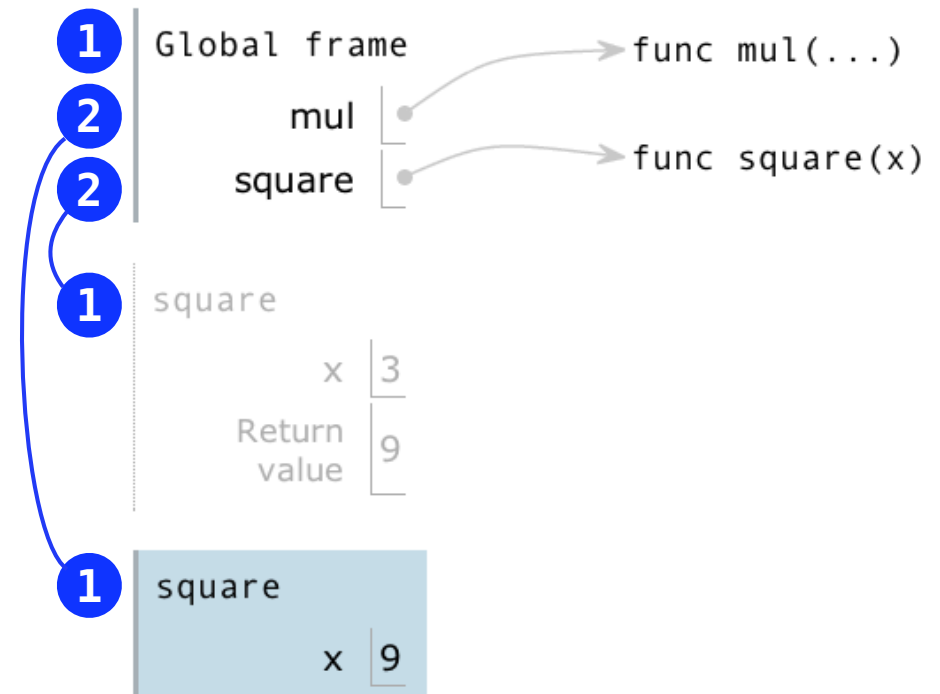 1 Global frame
func mul(...)
2 mul
func square(x)
2 square
1 square
x 3
Return value 9
1 square
x 9